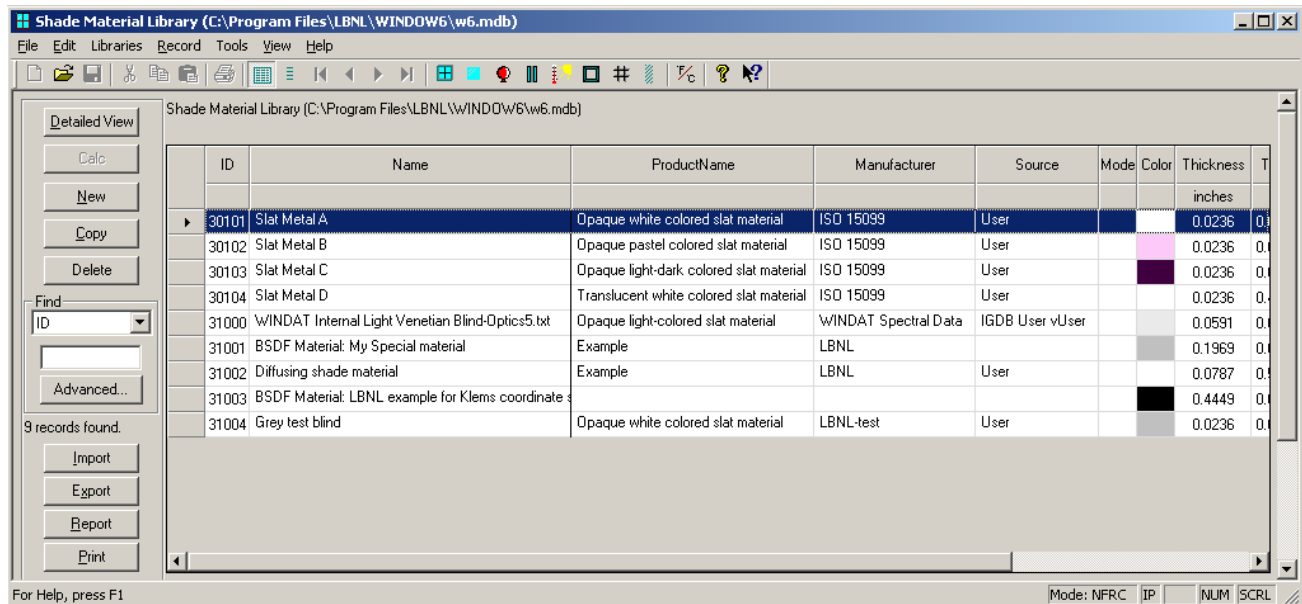 Shade Material Library (C:\Program Files\LBNL\WINDOW6\w6.mdb)
File Edit Libraries Record Tools View Help
Shade Material Library (C:\Program Files\LBNL\WINDOW6\w6.mdb)
Detailed View
Calc
New
Copy
Delete
Find
ID
Advanced...
9 records found.
Import
Export
Report
Print
ID Name ProductName Manufacturer Source Mode Color Thickness T
inches
30101 Slat Metal A Opaque white colored slat material ISO 15099 User 0.0236 0.
30102 Slat Metal B Opaque pastel colored slat material ISO 15099 User 0.0236 0.
30103 Slat Metal C Opaque light-dark colored slat material ISO 15099 User 0.0236 0.
30104 Slat Metal D Translucent white colored slat material ISO 15099 User 0.0236 0.
31000 WINDAT Internal Light Venetian Blind-Optics5.txt Opaque light-colored slat material WINDAT Spectral Data IGDB User vUser 0.0591 0.
31001 BSDF Material: My Special material Example LBNL 0.1969 0.
31002 Diffusing shade material Example LBNL User 0.0787 0.
31003 BSDF Material: LBNL example for Klems coordinate s 0.4449 0.
31004 Grey test blind Opaque white colored slat material LBNL-test User 0.0236 0.
For Help, press F1 Mode: NFRC IP NUM SCRL